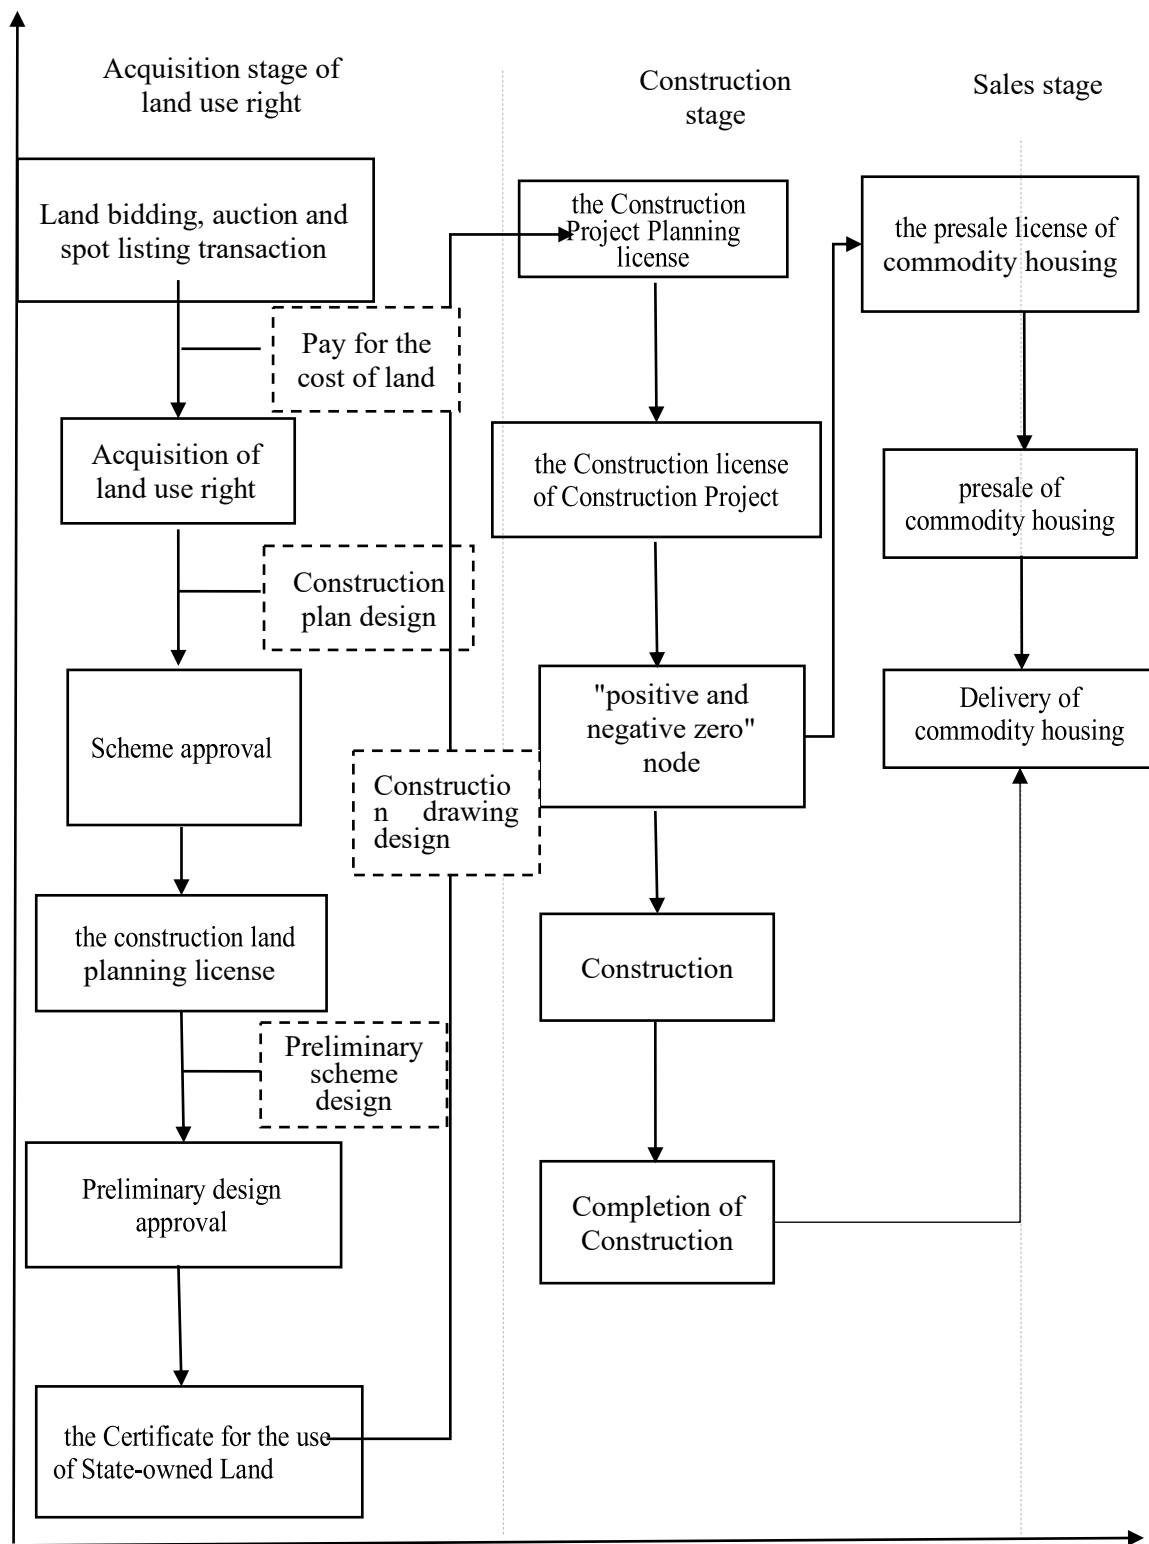 Acquisition stage of
land use right
Land bidding, auction and
spot listing transaction
Pay for the
cost of land
Acquisition of
land use right
Construction
plan design
Scheme approval
the construction land
planning license
Preliminary
scheme
design
Preliminary design
approval
the Certificate for the use
of State-owned Land
Constructio
n drawing
design
Construction
stage
the Construction
Project Planning
license
the Construction license
of Construction Project
"positive and
negative zero"
node
Construction
Completion of
Construction
Sales stage
the presale license of
commodity housing
presale of
commodity housing
Delivery of
commodity housing